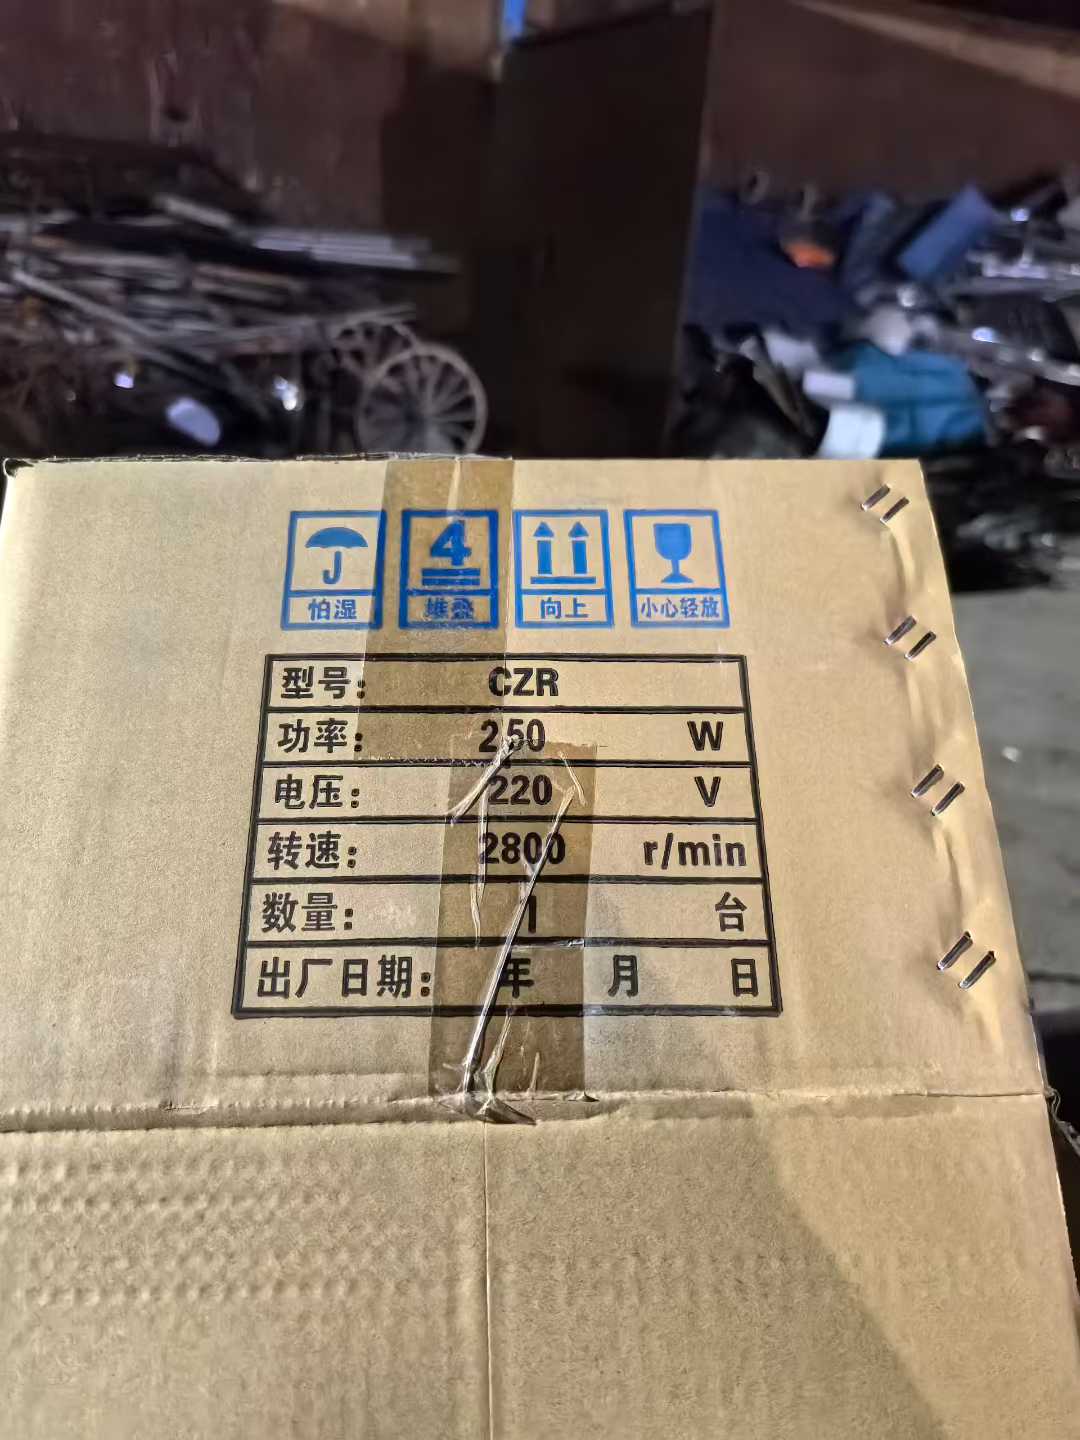 4
怕湿 堆叠 向上 小心轻放
型号： CZR
功率： 250 W
电压： 220 V
转速： 2800 r/min
数量： 1 台
出厂日期： 年 月 日